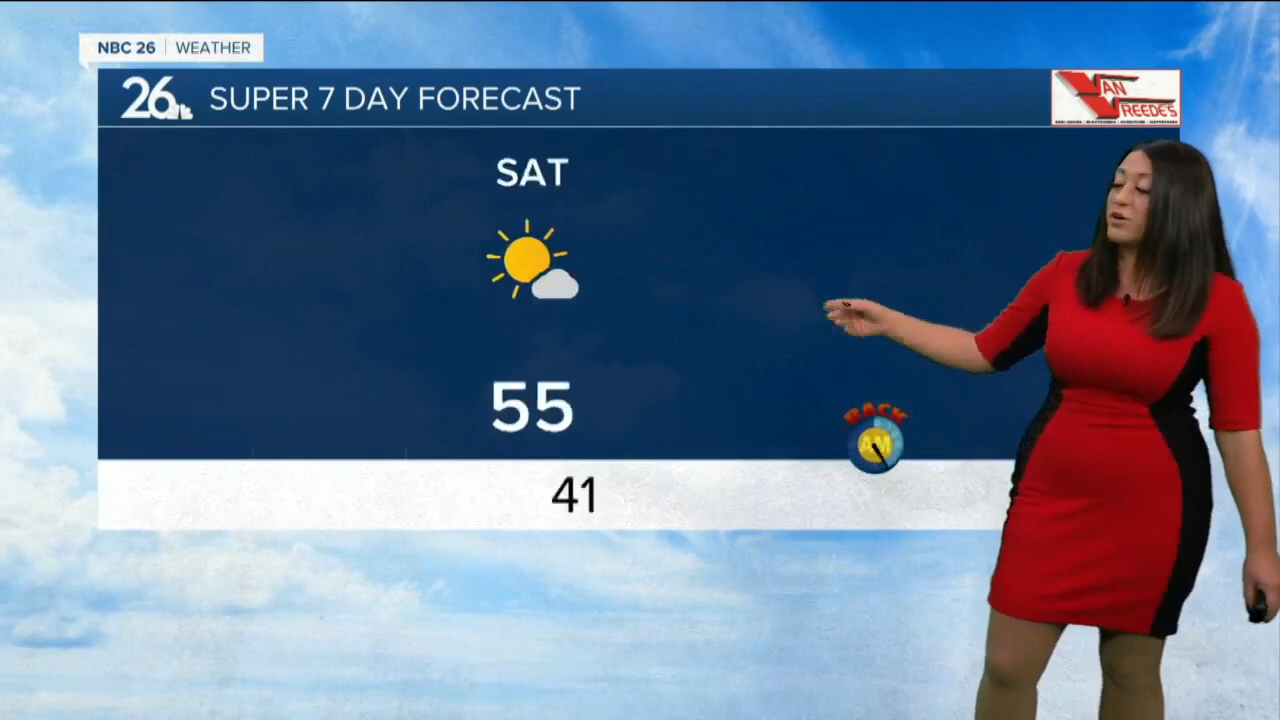 NBC 26 WEATHER
26 SUPER 7 DAY FORECAST
VAN
VREEDE'S
SAT
55
BACK
AM
41